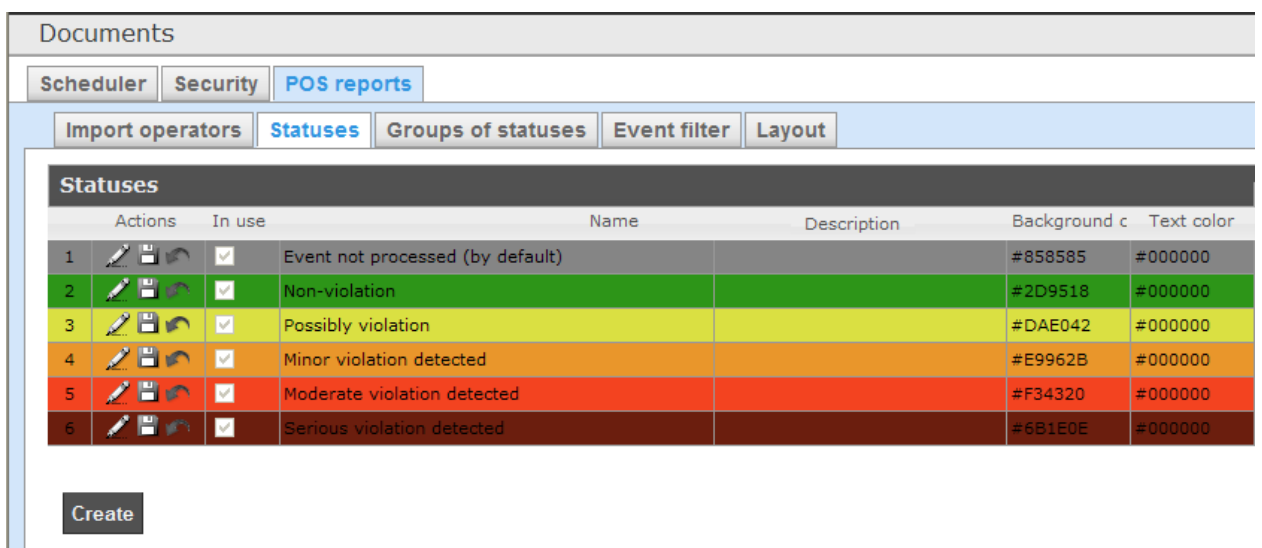 Documents
Scheduler Security POS reports
Import operators Statuses Groups of statuses Event filter Layout
Statuses
Actions In use Name Description Background c Text color
1 Event not processed (by default) #858585 #000000
2 Non-violation #2D9518 #000000
3 Possibly violation #DAE042 #000000
4 Minor violation detected #E9962B #000000
5 Moderate violation detected #F34320 #000000
6 Serious violation detected #6B1E0E #000000
Create